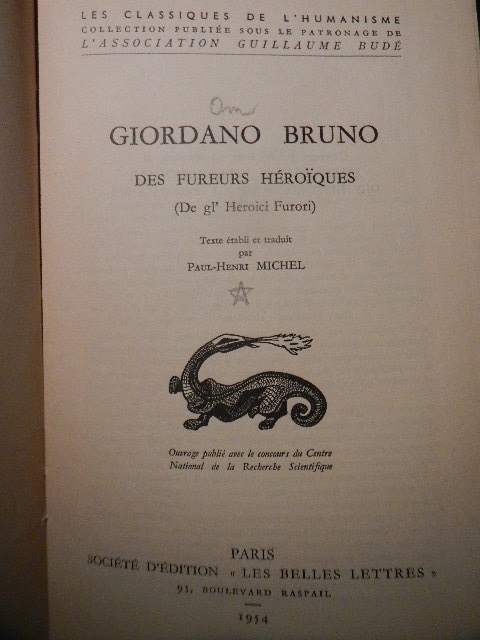 LES CLASSIQUES DE L'HUMANISME
COLLECTION PUBLIÉE SOUS LE PATRONAGE DE
L'ASSOCIATION GUILLAUME BUDÉ
GIORDANO BRUNO
DES FUREURS HÉROÏQUES
(De gl' Heroici Furori)
Texte établi et traduit
par
PAUL-HENRI MICHEL
Ouvrage publié avec le concours du Centre
National de la Recherche Scientifique
PARIS
SOCIÉTÉ D'ÉDITION « LES BELLES LETTRES »
95, BOULEVARD RASPAIL
1954